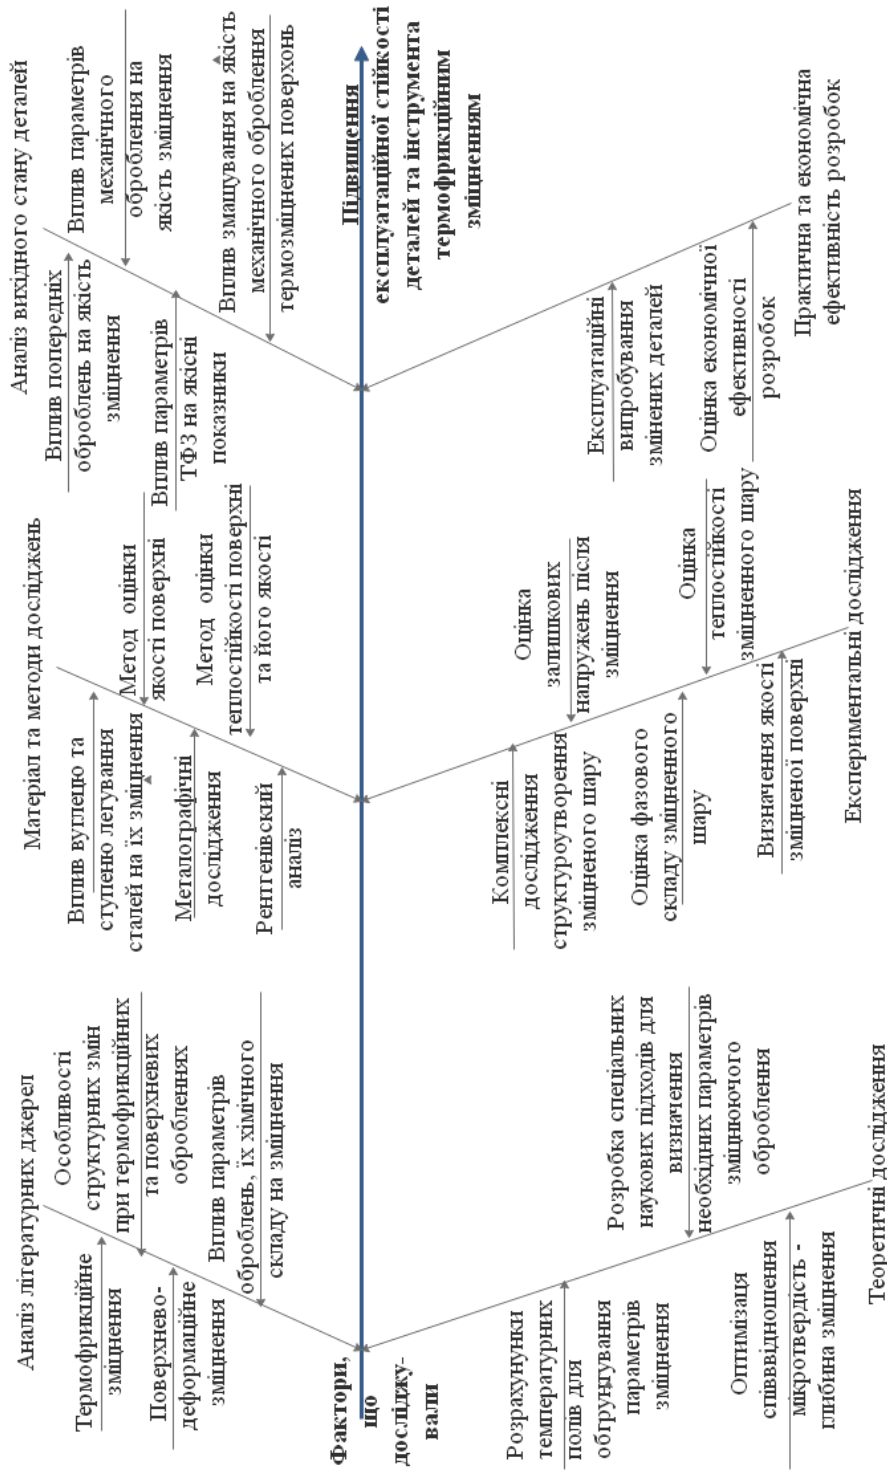 Аналіз літературних джерел
Термофрикційне
зміцнення
Поверхнево-
деформаційне
зміцнення
Особливості
структурних змін
при термофрикційних
та поверхневих
обробленнях
Вплив параметрів
оброблень, їх хімічного
складу на зміцнення
Матеріал та методи досліджень
Вплив вуглецю та
ступеню легування
сталей на їх зміцнення
Металографічні
дослідження
Рентгенівский
аналіз
Метод оцінки
якості поверхні
Метод оцінки
теплостійкості поверхні
та його якості
Аналіз вихідного стану деталей
Вплив попередніх
оброблень на якість
зміцнення
Вплив параметрів
ТФЗ на якісні
показники
Вплив параметрів
механічного
оброблення на
якість зміцнення
Вплив змащування на якість
механічного оброблення
термозміцнених поверхонь
Фактори,
що
досліджу-
вали
Підвищення
експлуатаційної стійкості
деталей та інструмента
термофрикційним
зміцненням
Розрахунунки
температурних
полів для
обгрунтування
параметрів
зміцнення
Оптимізаця
співввідношення
мікротвердість -
глибина зміцнення
Розробка спеціальних
наукових підходів для
визначення
необхідних параметрів
зміцнюючого
оброблення
Теоретичні дослідження
Комплексні
дослідження
структуроутворення
зміцненого шару
Оцінка фазового
складу зміцненного
шару
Визначення якості
зміцненої поверхні
Оцінка
залишкових
напружень після
зміцнення
Оцінка
теплостійкості
зміцненного шару
Експериментальні дослідження
Експлуатаційні
випробування
змінених деталей
Оцінка економічної
ефективності
розробок
Практична та економічна
ефективність розробок